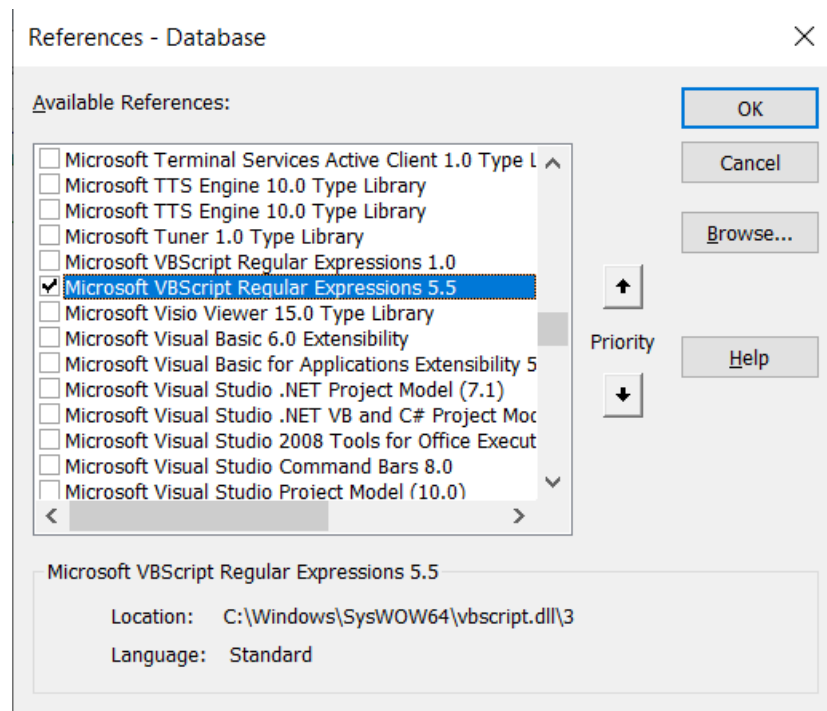 References - Database
Available References:
Microsoft Terminal Services Active Client 1.0 Type L
Microsoft TTS Engine 10.0 Type Library
Microsoft TTS Engine 10.0 Type Library
Microsoft Tuner 1.0 Type Library
Microsoft VBScript Regular Expressions 1.0
Microsoft VBScript Regular Expressions 5.5
Microsoft Visio Viewer 15.0 Type Library
Microsoft Visual Basic 6.0 Extensibility
Microsoft Visual Basic for Applications Extensibility 5
Microsoft Visual Studio .NET Project Model (7.1)
Microsoft Visual Studio .NET VB and C# Project Moc
Microsoft Visual Studio 2008 Tools for Office Execut
Microsoft Visual Studio Command Bars 8.0
Microsoft Visual Studio Project Model (10.0)
Priority
OK
Cancel
Browse...
Help
Microsoft VBScript Regular Expressions 5.5
Location: C:\Windows\SysWOW64\vbscript.dll\3
Language: Standard